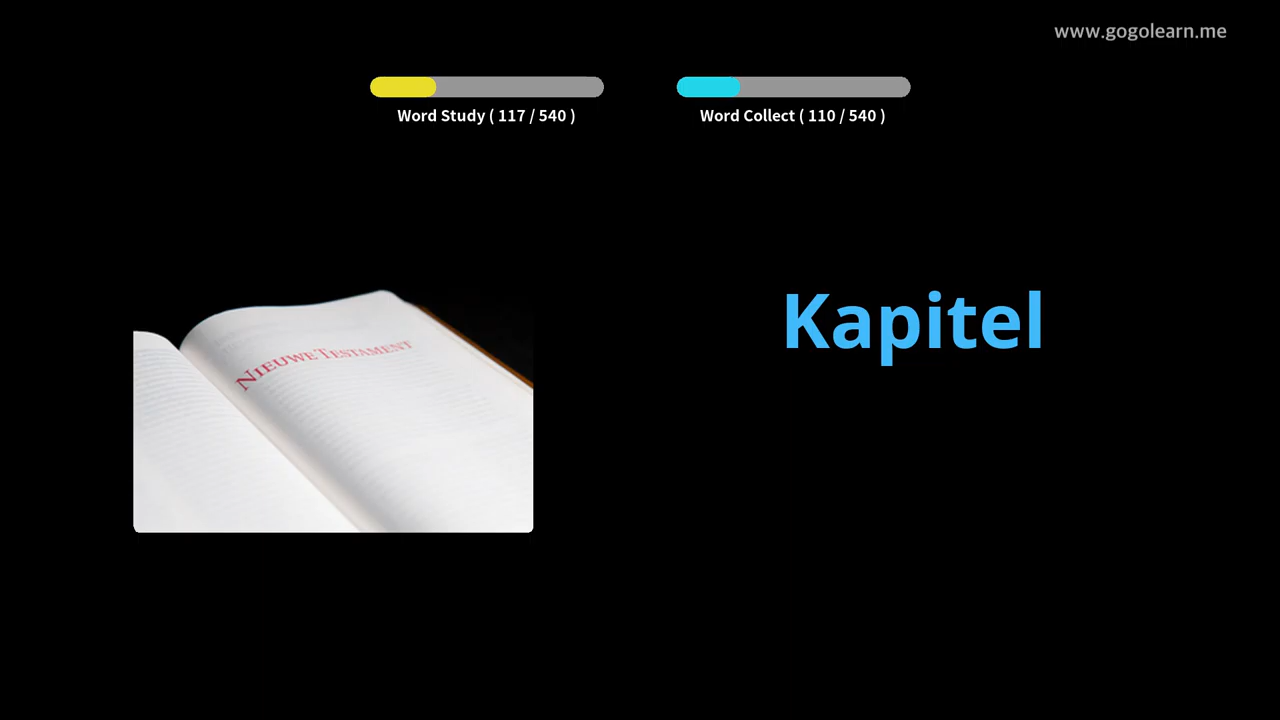 www.gogolearn.me
Word Study ( 117 / 540 )
Word Collect ( 110 / 540 )
Kapitel
NIEUWE TESTAMENT